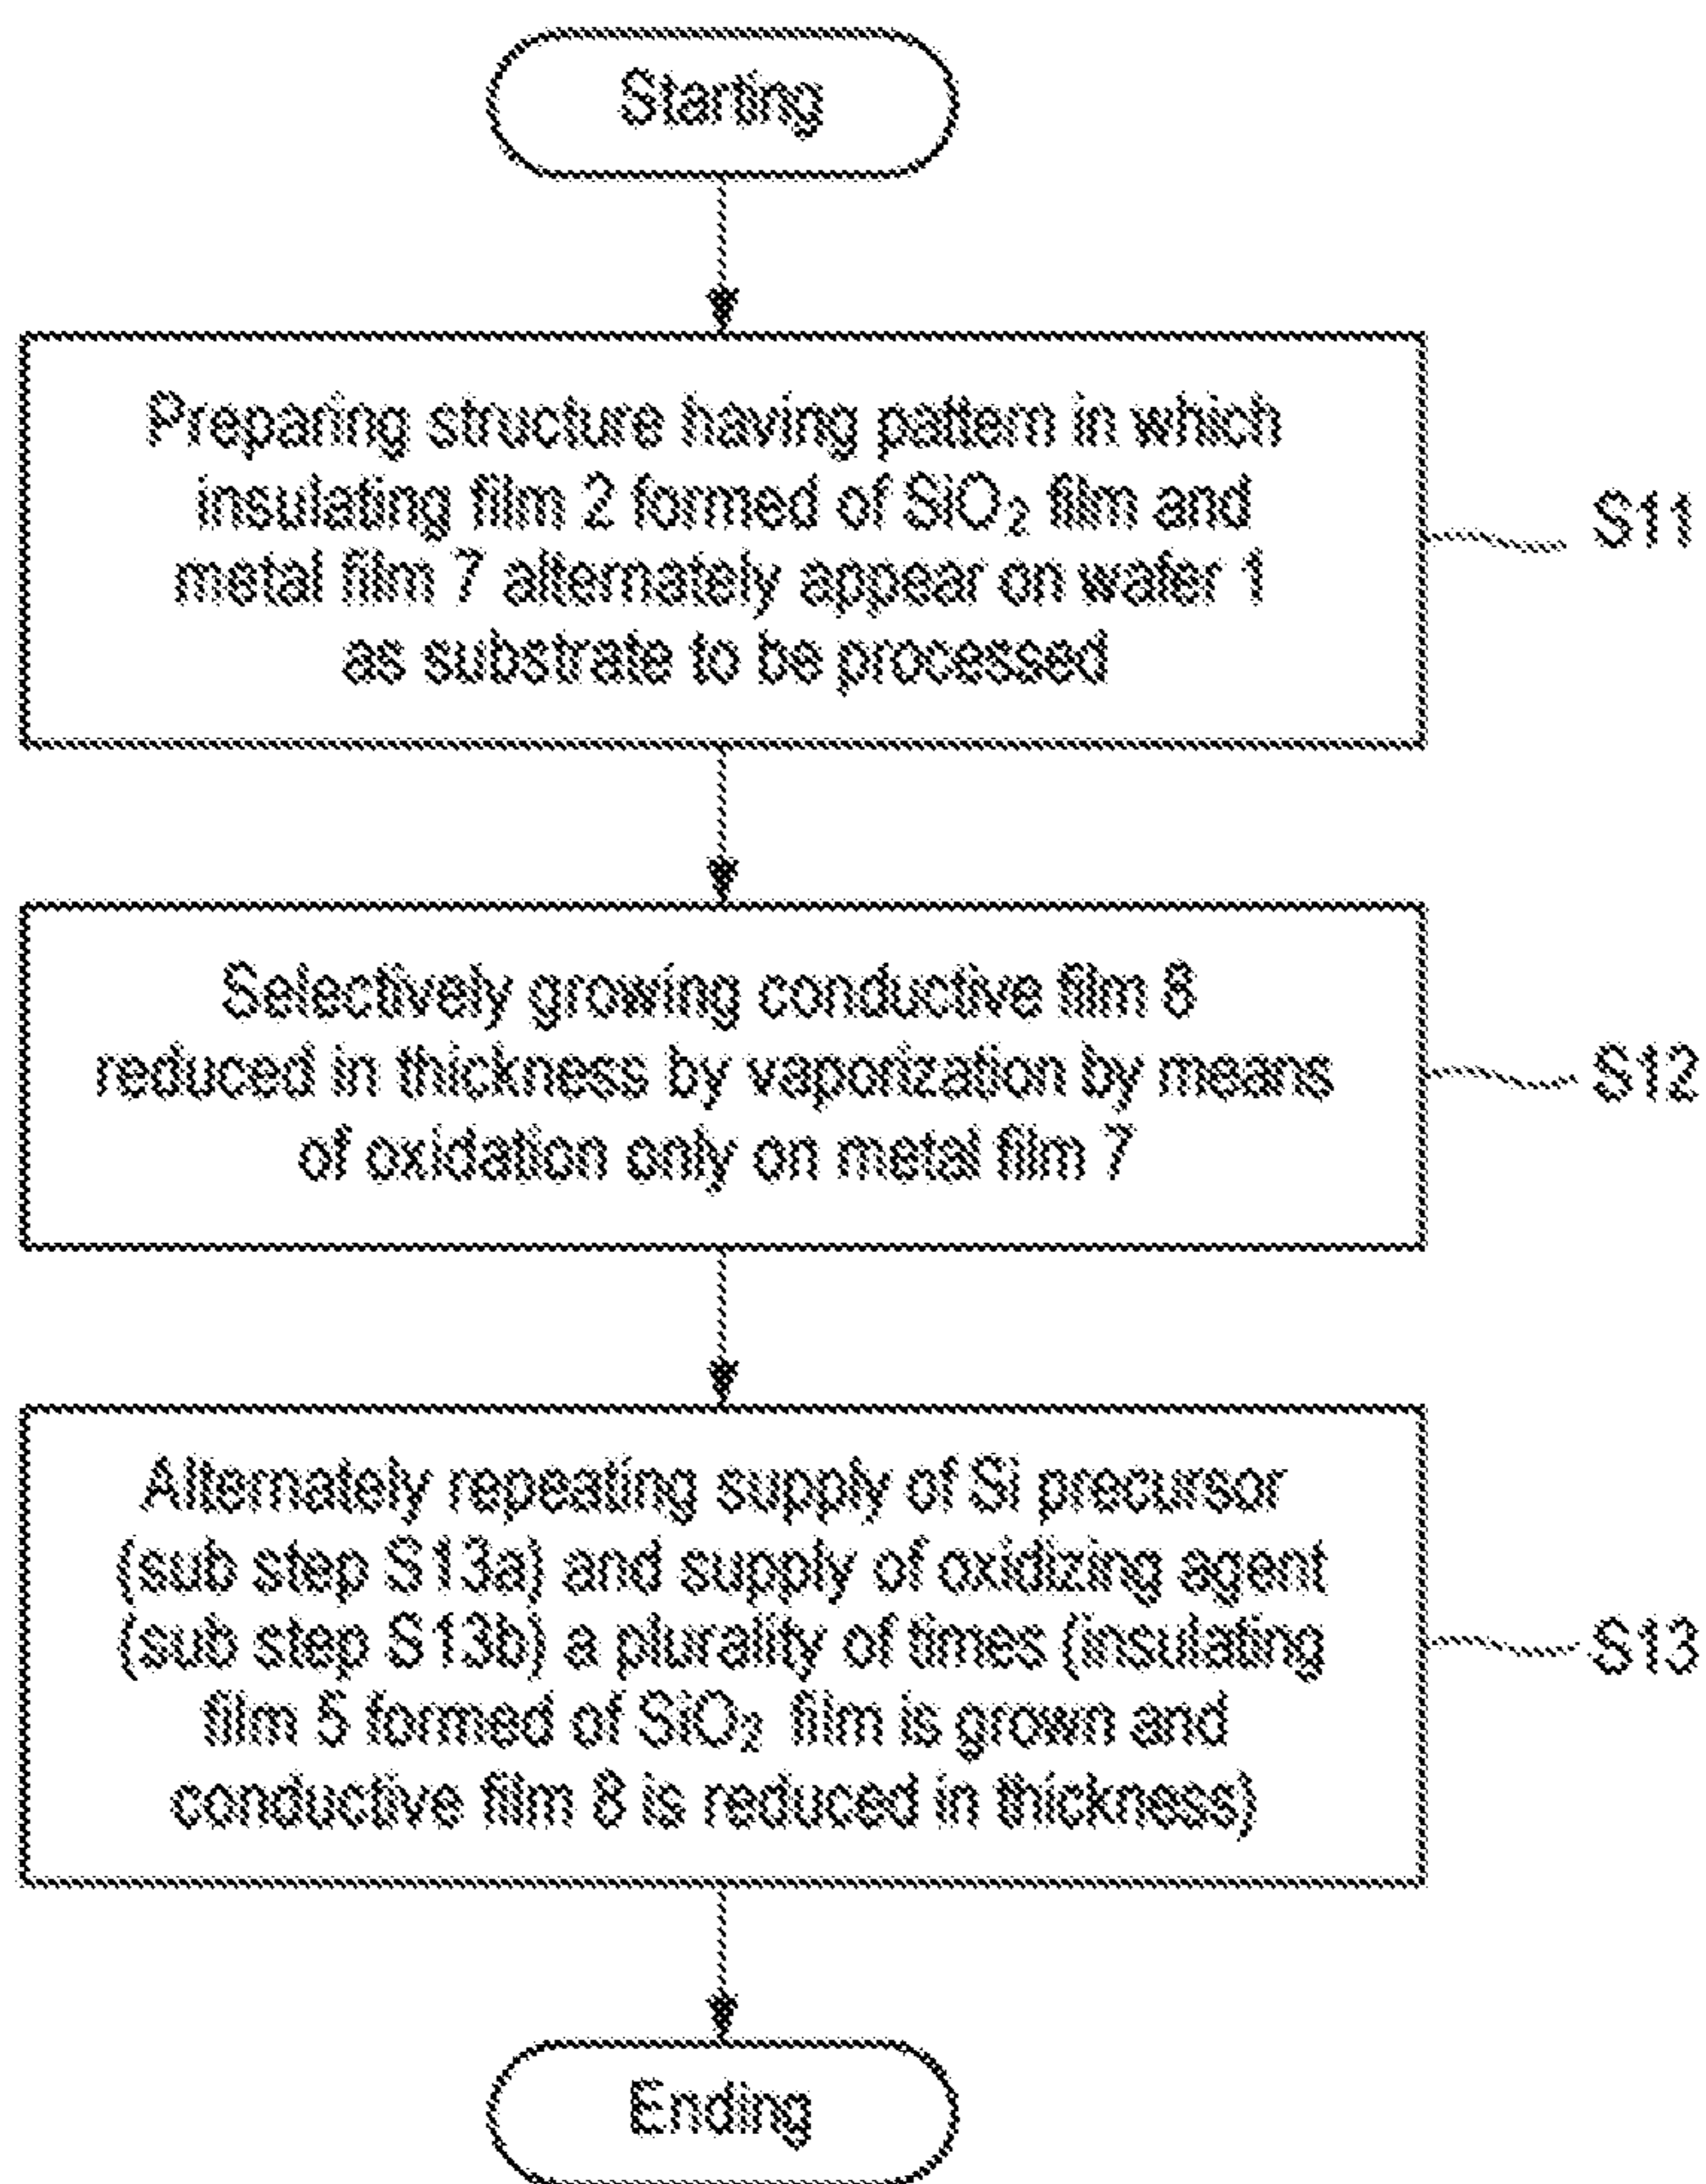 Starting
Preparing structure having pattern in which
insulating film 2 formed of SiO₂ film and
metal film 7 alternately appear on wafer 1
as substrate to be processed
S11
Selectively growing conductive film 8
reduced in thickness by vaporization by means
of oxidation only on metal film 7
S12
Alternately repeating supply of Si precursor
(sub step S13a) and supply of oxidizing agent
(sub step S13b) a plurality of times (insulating
film 5 formed of SiO₂ film is grown and
conductive film 8 is reduced in thickness)
S13
Ending